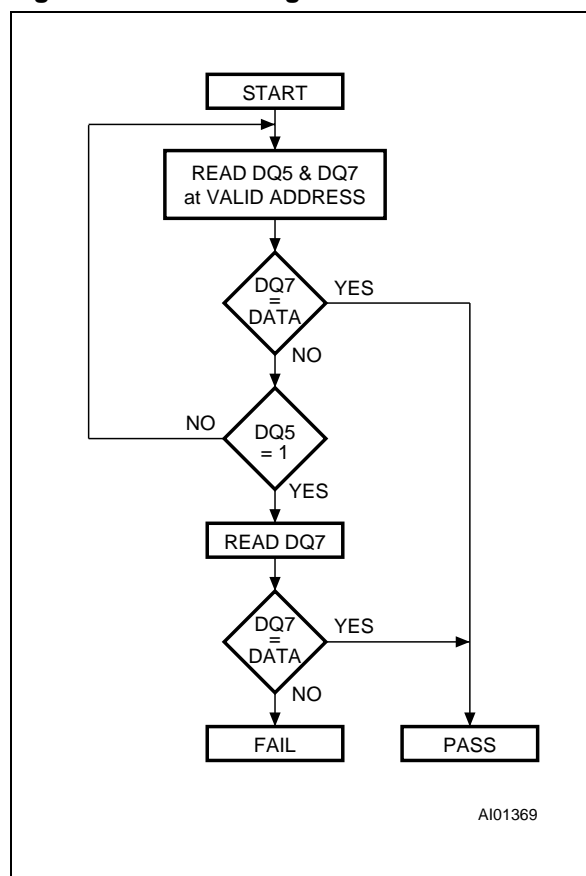 START
READ DQ5 & DQ7
at VALID ADDRESS
DQ7
=
DATA
YES
NO
NO
DQ5
= 1
YES
READ DQ7
DQ7
=
DATA
YES
NO
FAIL
PASS
AI01369